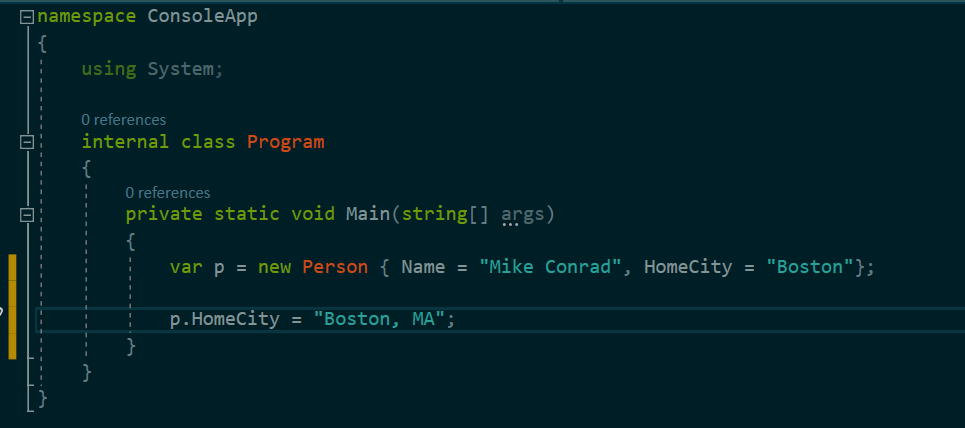 namespace ConsoleApp
{
using System;
0 references
internal class Program
{
0 references
private static void Main(string[] args)
{
var p = new Person { Name = "Mike Conrad", HomeCity = "Boston"};
p.HomeCity = "Boston, MA";
}
}
}